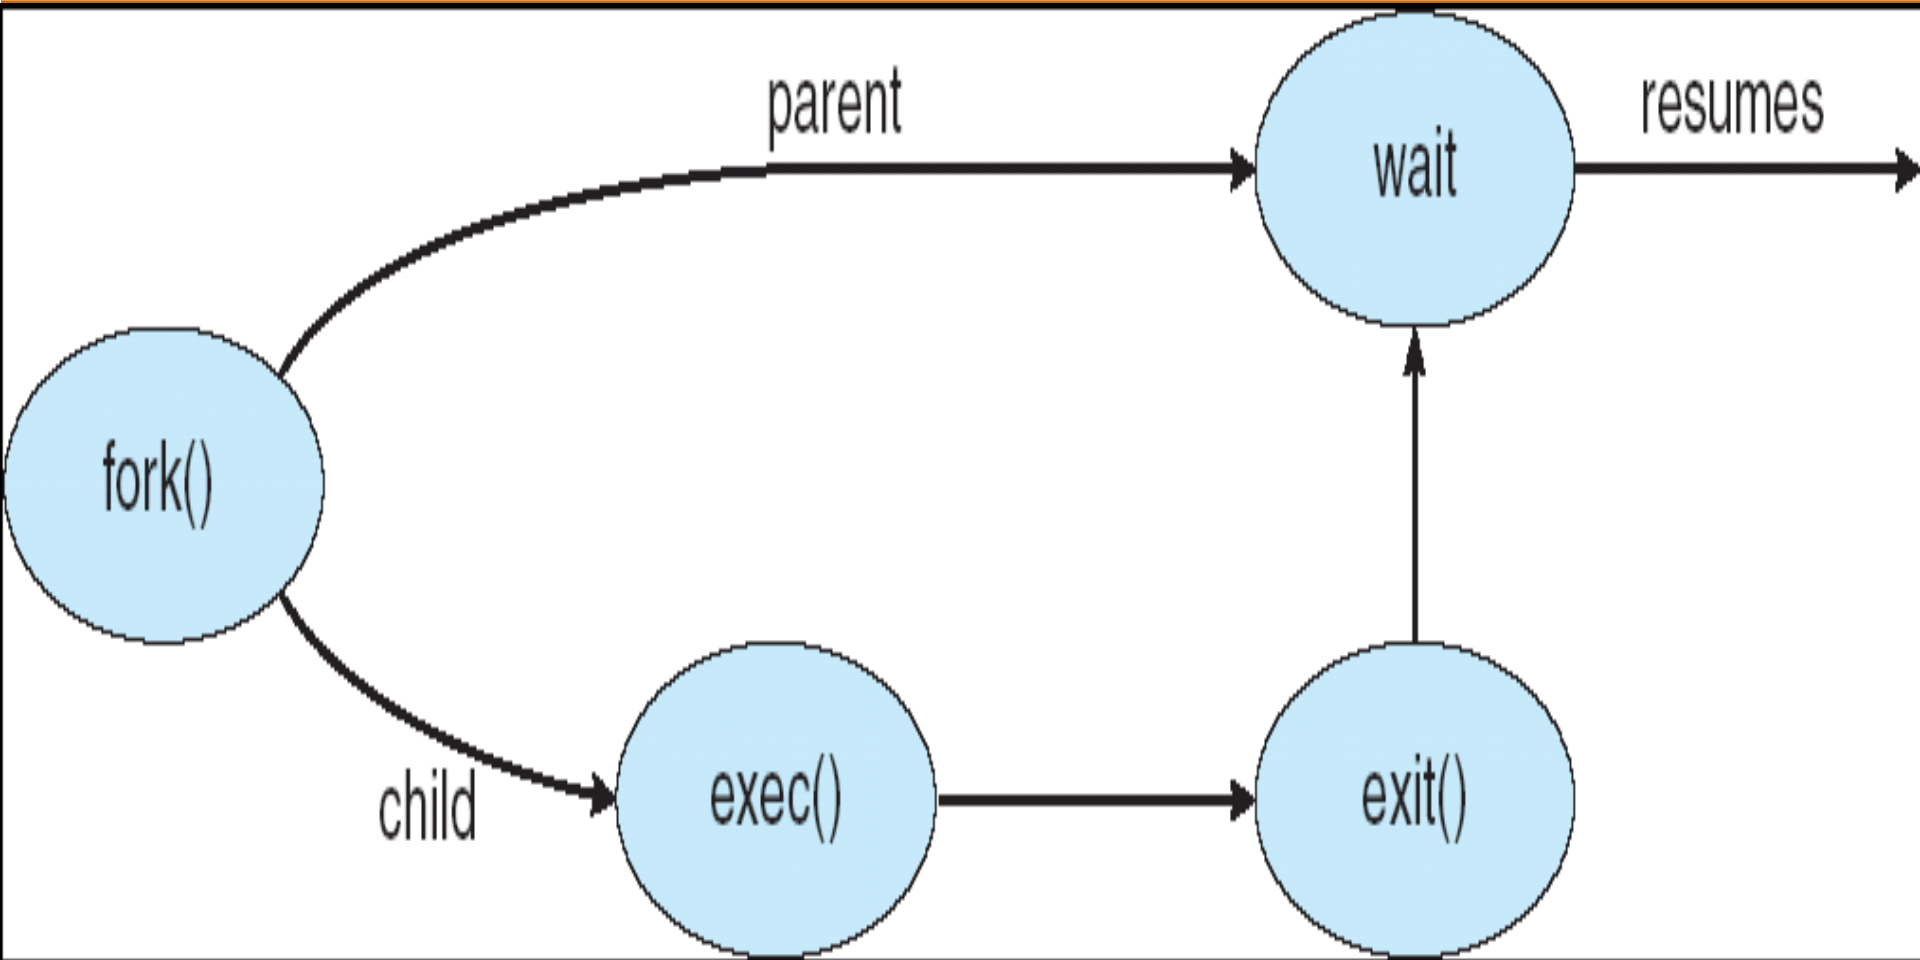 parent
resumes
wait
fork()
child
exec()
exit()